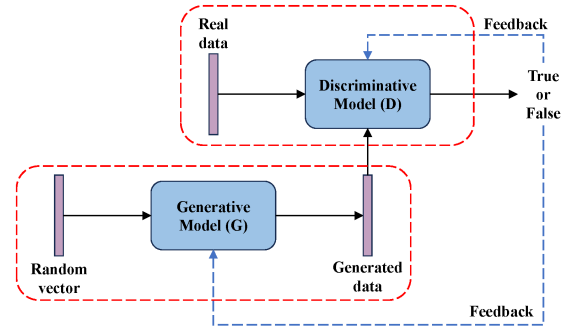 Real
data
Feedback
Discriminative
Model (D)
True
or
False
Generative
Model (G)
Random
vector
Generated
data
Feedback